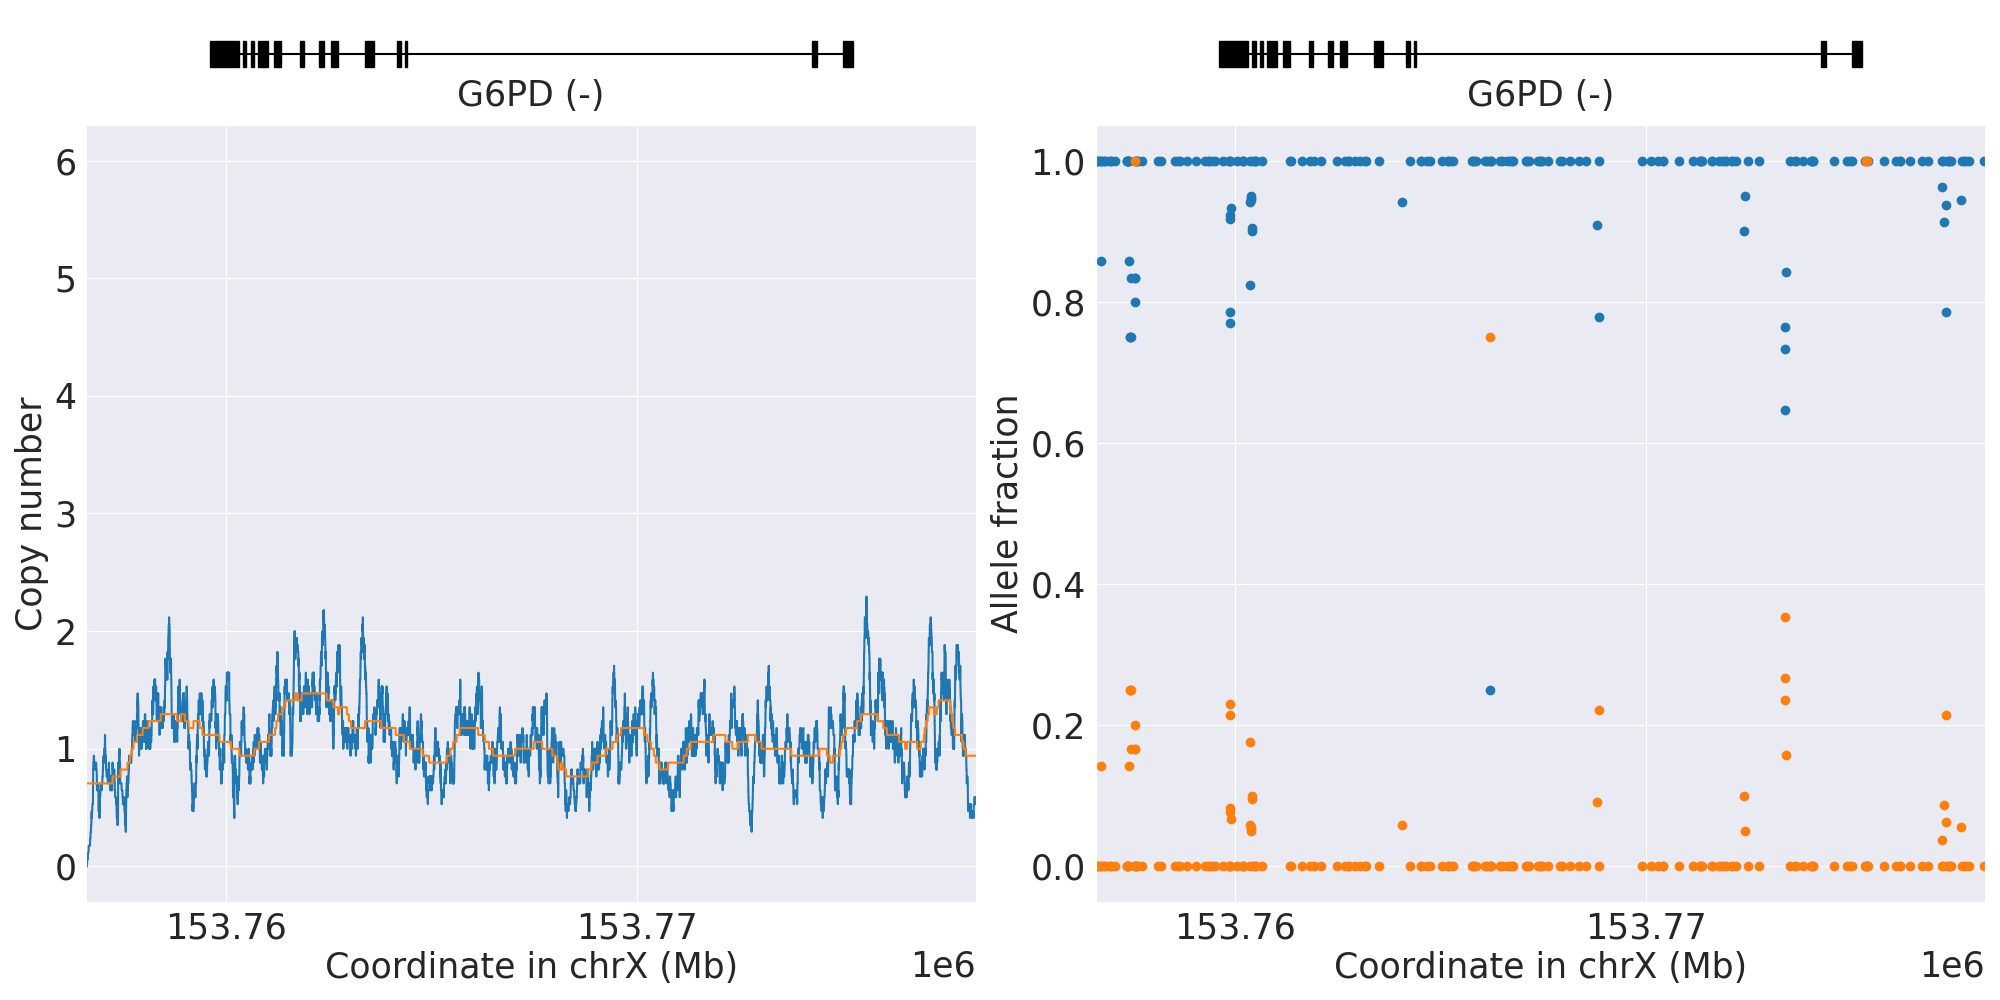 G6PD (-)
6
5
4
3
2
1
0
Copy number
153.76
153.77
Coordinate in chrX (Mb)
1e6
G6PD (-)
1.0
0.8
0.6
0.4
0.2
0.0
Allele fraction
153.76
153.77
Coordinate in chrX (Mb)
1e6